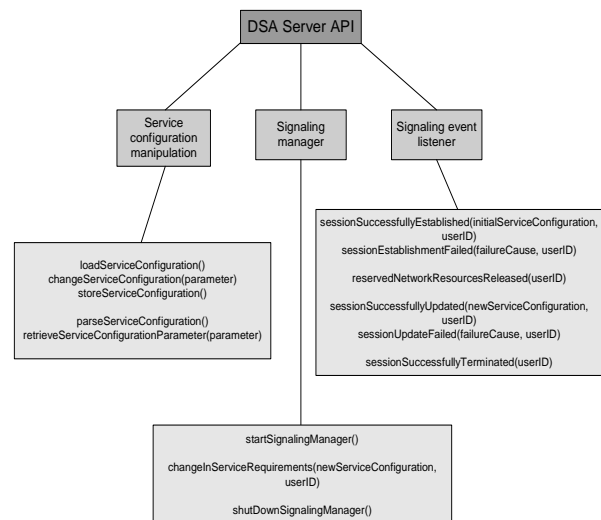 DSA Server API
Service
configuration
manipulation
Signaling
manager
Signaling event
listener
loadServiceConfiguration()
changeServiceConfiguration(parameter)
storeServiceConfiguration()
parseServiceConfiguration()
retrieveServiceConfigurationParameter(parameter)
sessionSuccessfullyEstablished(initialServiceConfiguration,
userID)
sessionEstablishmentFailed(failureCause, userID)
reservedNetworkResourcesReleased(userID)
sessionSuccessfullyUpdated(newServiceConfiguration,
userID)
sessionUpdateFailed(failureCause, userID)
sessionSuccessfullyTerminated(userID)
startSignalingManager()
changeInServiceRequirements(newServiceConfiguration,
userID)
shutDownSignalingManager()